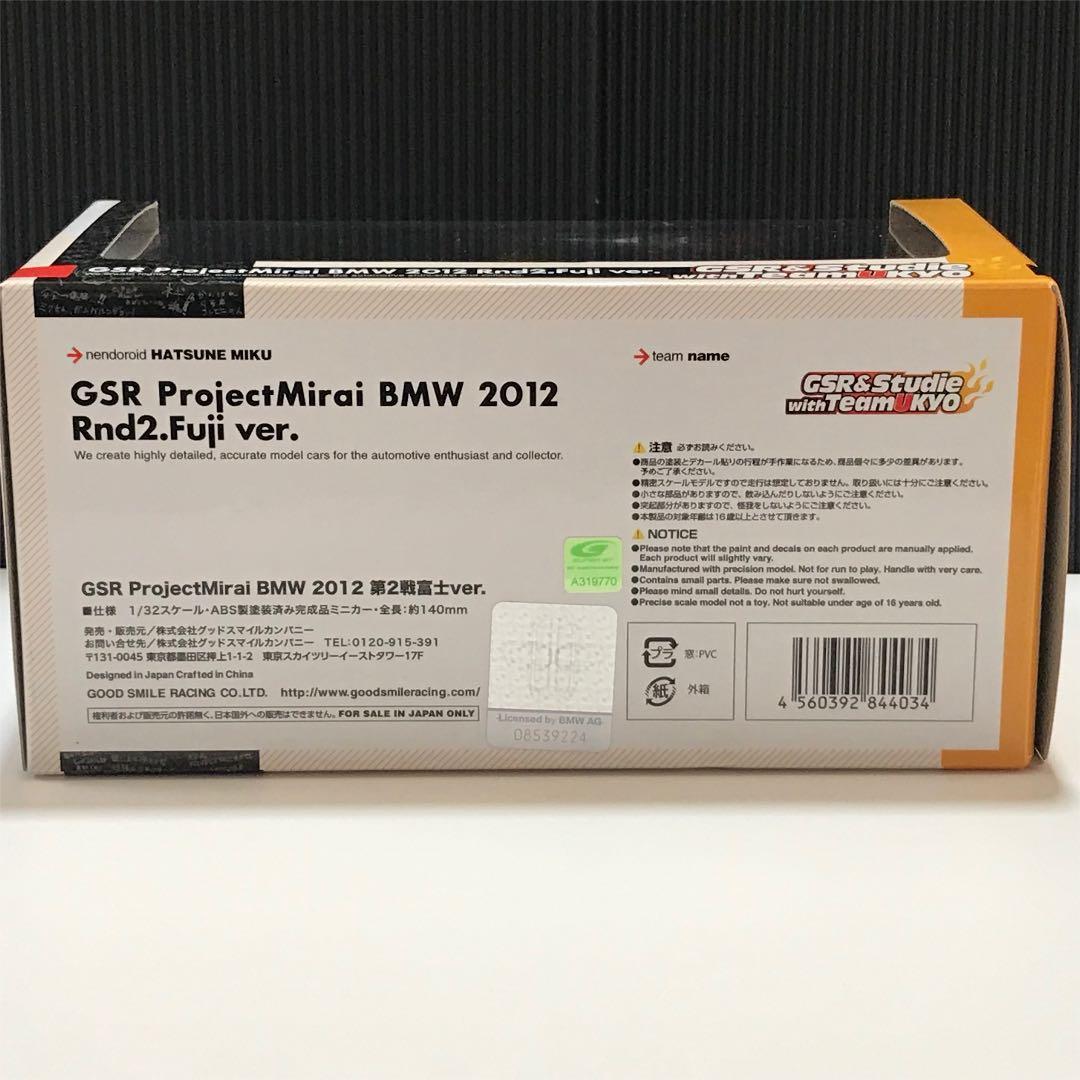 GSR ProjectMirai BMW 2012 Rnd2.Fuji ver.
GSR&Studie
withTeamUKYO
nendoroid HATSUNE MIKU
GSR ProjectMirai BMW 2012
Rnd2.Fuji ver.
We create highly detailed, accurate model cars for the automotive enthusiast and collector.
GSR ProjectMirai BMW 2012 第2戦富士ver.
■仕様 1/32スケール・ABS製塗装済み完成品ミニカー・全長:約140mm
発売・販売元／株式会社グッドスマイルカンパニー
お問い合せ先／株式会社グッドスマイルカンパニー TEL:0120-915-391
〒131-0045 東京都墨田区押上1-1-2 東京スカイツリーイーストタワー17F
Designed in Japan Crafted in China
GOOD SMILE RACING CO.LTD. http://www.goodsmileracing.com/
権利者および販売元の許諾無く、日本国外への販売はできません。FOR SALE IN JAPAN ONLY
A319770
Licensed by BMW AG
08539224
team name
GSR&Studie
withTeamUKYO
注意 必ずお読みください。
●商品の塗装とデカール貼りの行程が手作業になるため、商品個々に多少の差異があります。
予めご了承ください。
●精密スケールモデルですので走行は想定しておりません。取り扱いには十分にご注意ください。
●小さな部品がありますので、飲み込んだりしないようにご注意ください。
●突起部分がありますので、怪我をしないようにご注意ください。
●本製品の対象年齢は16歳以上とさせて頂きます。
NOTICE
●Please note that the paint and decals on each product are manually applied.
Each product will slightly vary.
●Manufactured with precision model. Not for run to play. Handle with very care.
●Contains small parts. Please make sure not swallowed.
●Please mind small details. Do not hurt yourself.
●Precise scale model not a toy. Not suitable under age of 16 years old.
プラ 窓:PVC
紙 外箱
4 560392 844034